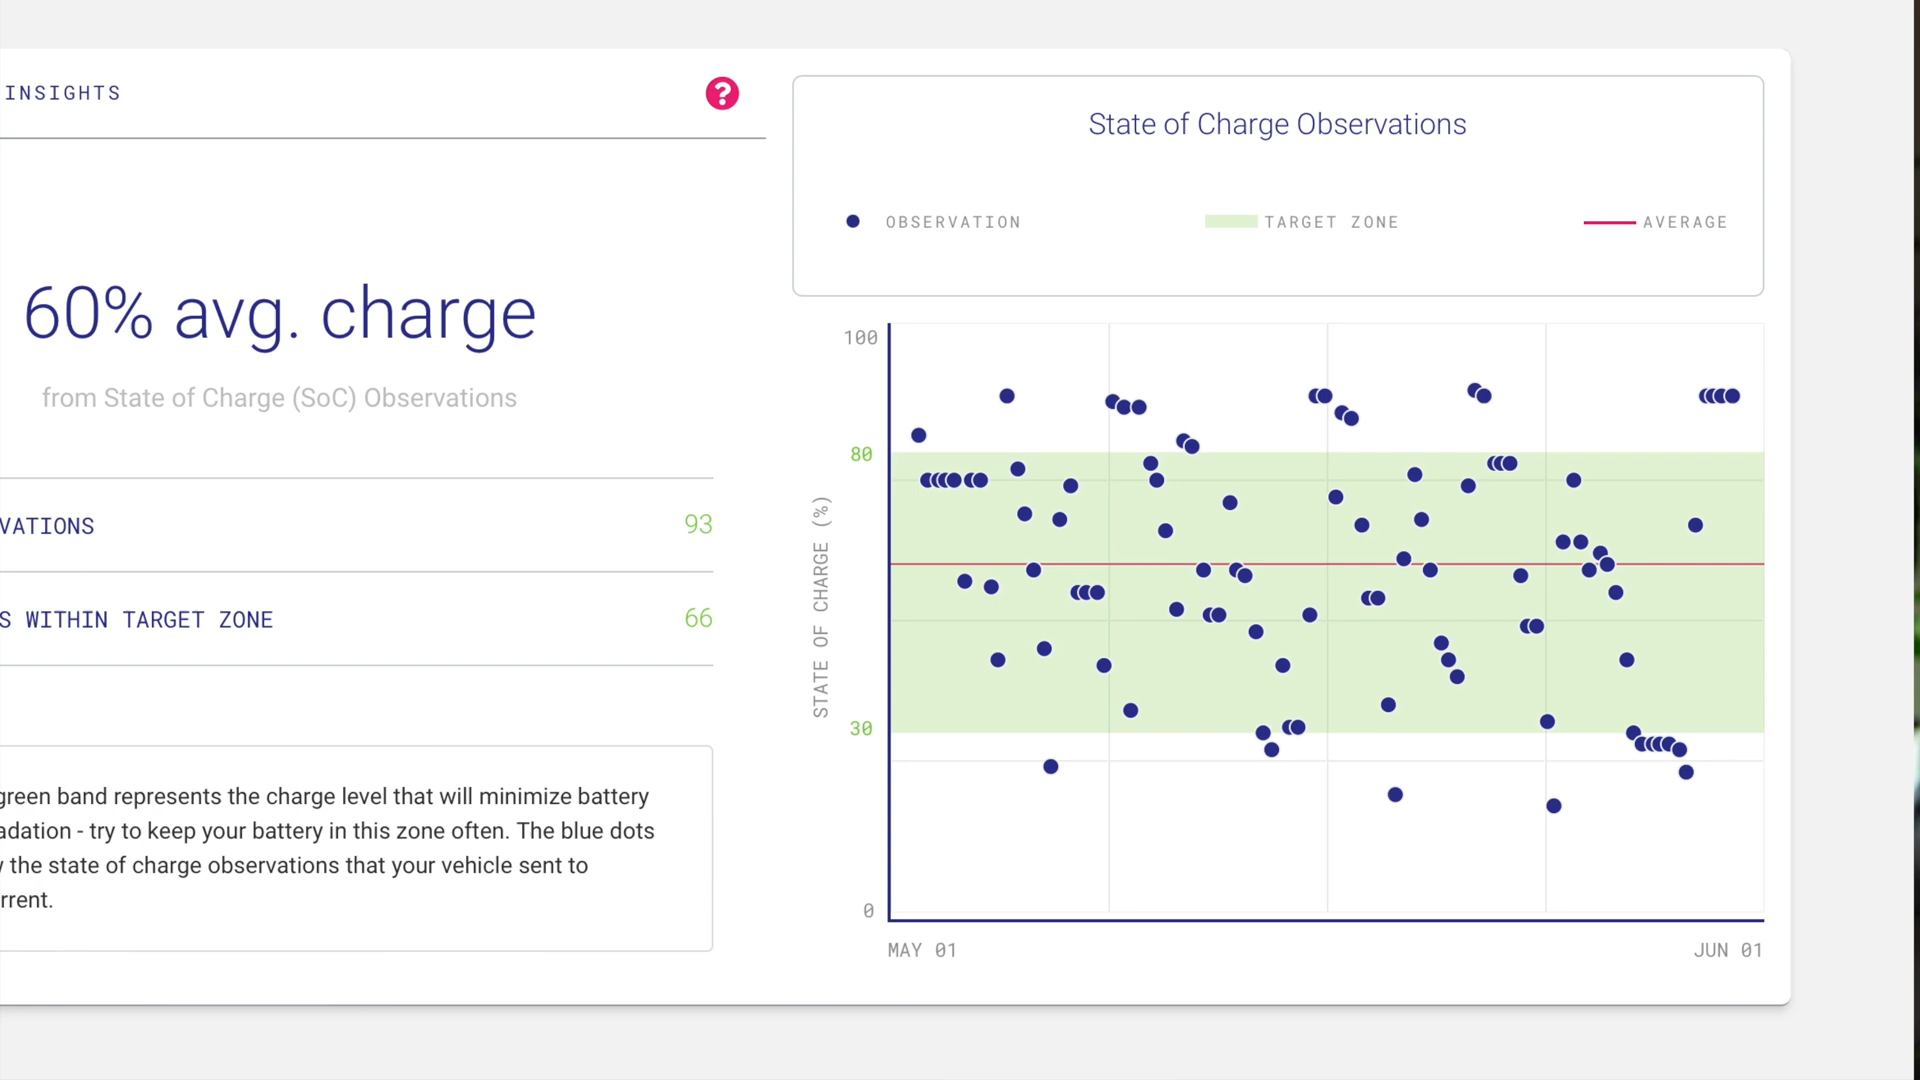 INSIGHTS
?
60% avg. charge
from State of Charge (SoC) Observations
VATIONS 93
S WITHIN TARGET ZONE 66
green band represents the charge level that will minimize battery
adation - try to keep your battery in this zone often. The blue dots
the state of charge observations that your vehicle sent to
rrent.
State of Charge Observations
OBSERVATION TARGET ZONE AVERAGE
STATE OF CHARGE (%)
100
80
30
0
MAY 01 JUN 01